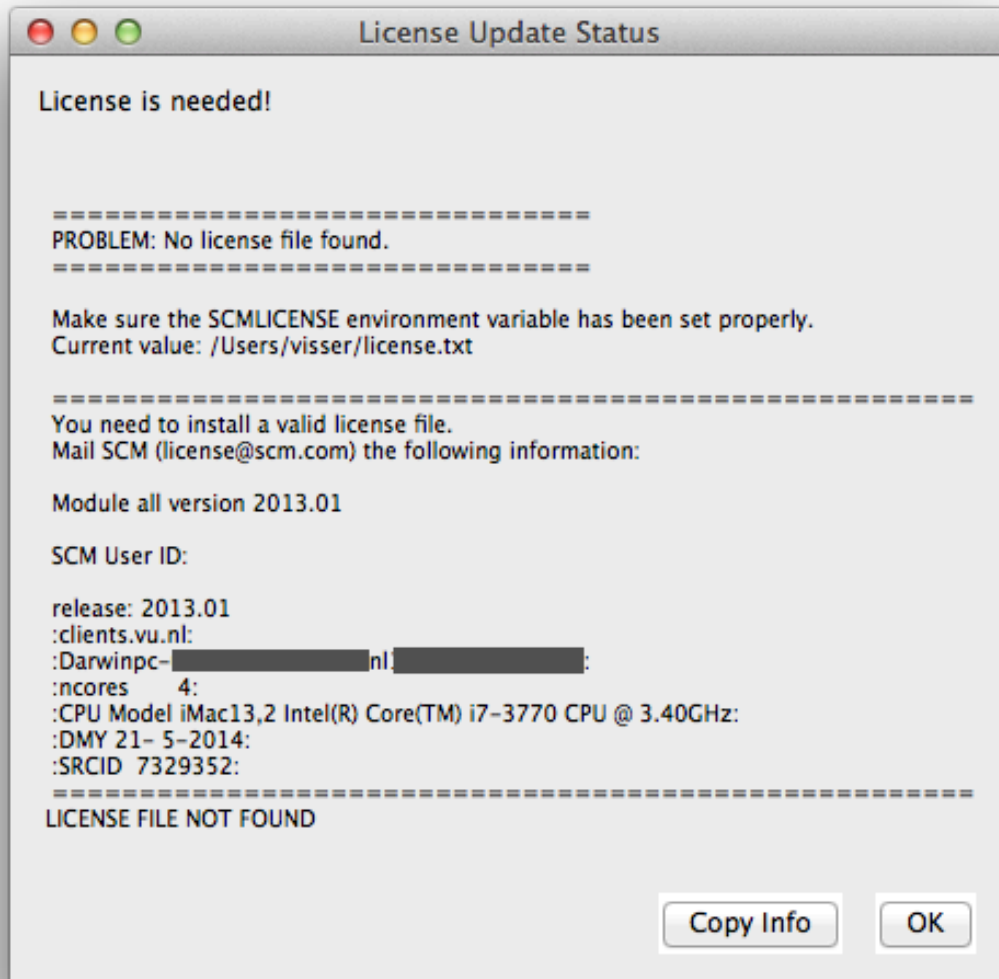 License Update Status
License is needed!
===============================
PROBLEM: No license file found.
===============================
Make sure the SCMLICENSE environment variable has been set properly.
Current value: /Users/visser/license.txt
=====================================================
You need to install a valid license file.
Mail SCM (license@scm.com) the following information:
Module all version 2013.01
SCM User ID:
release: 2013.01
:clients.vu.nl:
:Darwinpc- nl :
:ncores 4:
:CPU Model iMac13,2 Intel(R) Core(TM) i7-3770 CPU @ 3.40GHz:
:DMY 21- 5-2014:
:SRCID 7329352:
=====================================================
LICENSE FILE NOT FOUND
Copy Info OK